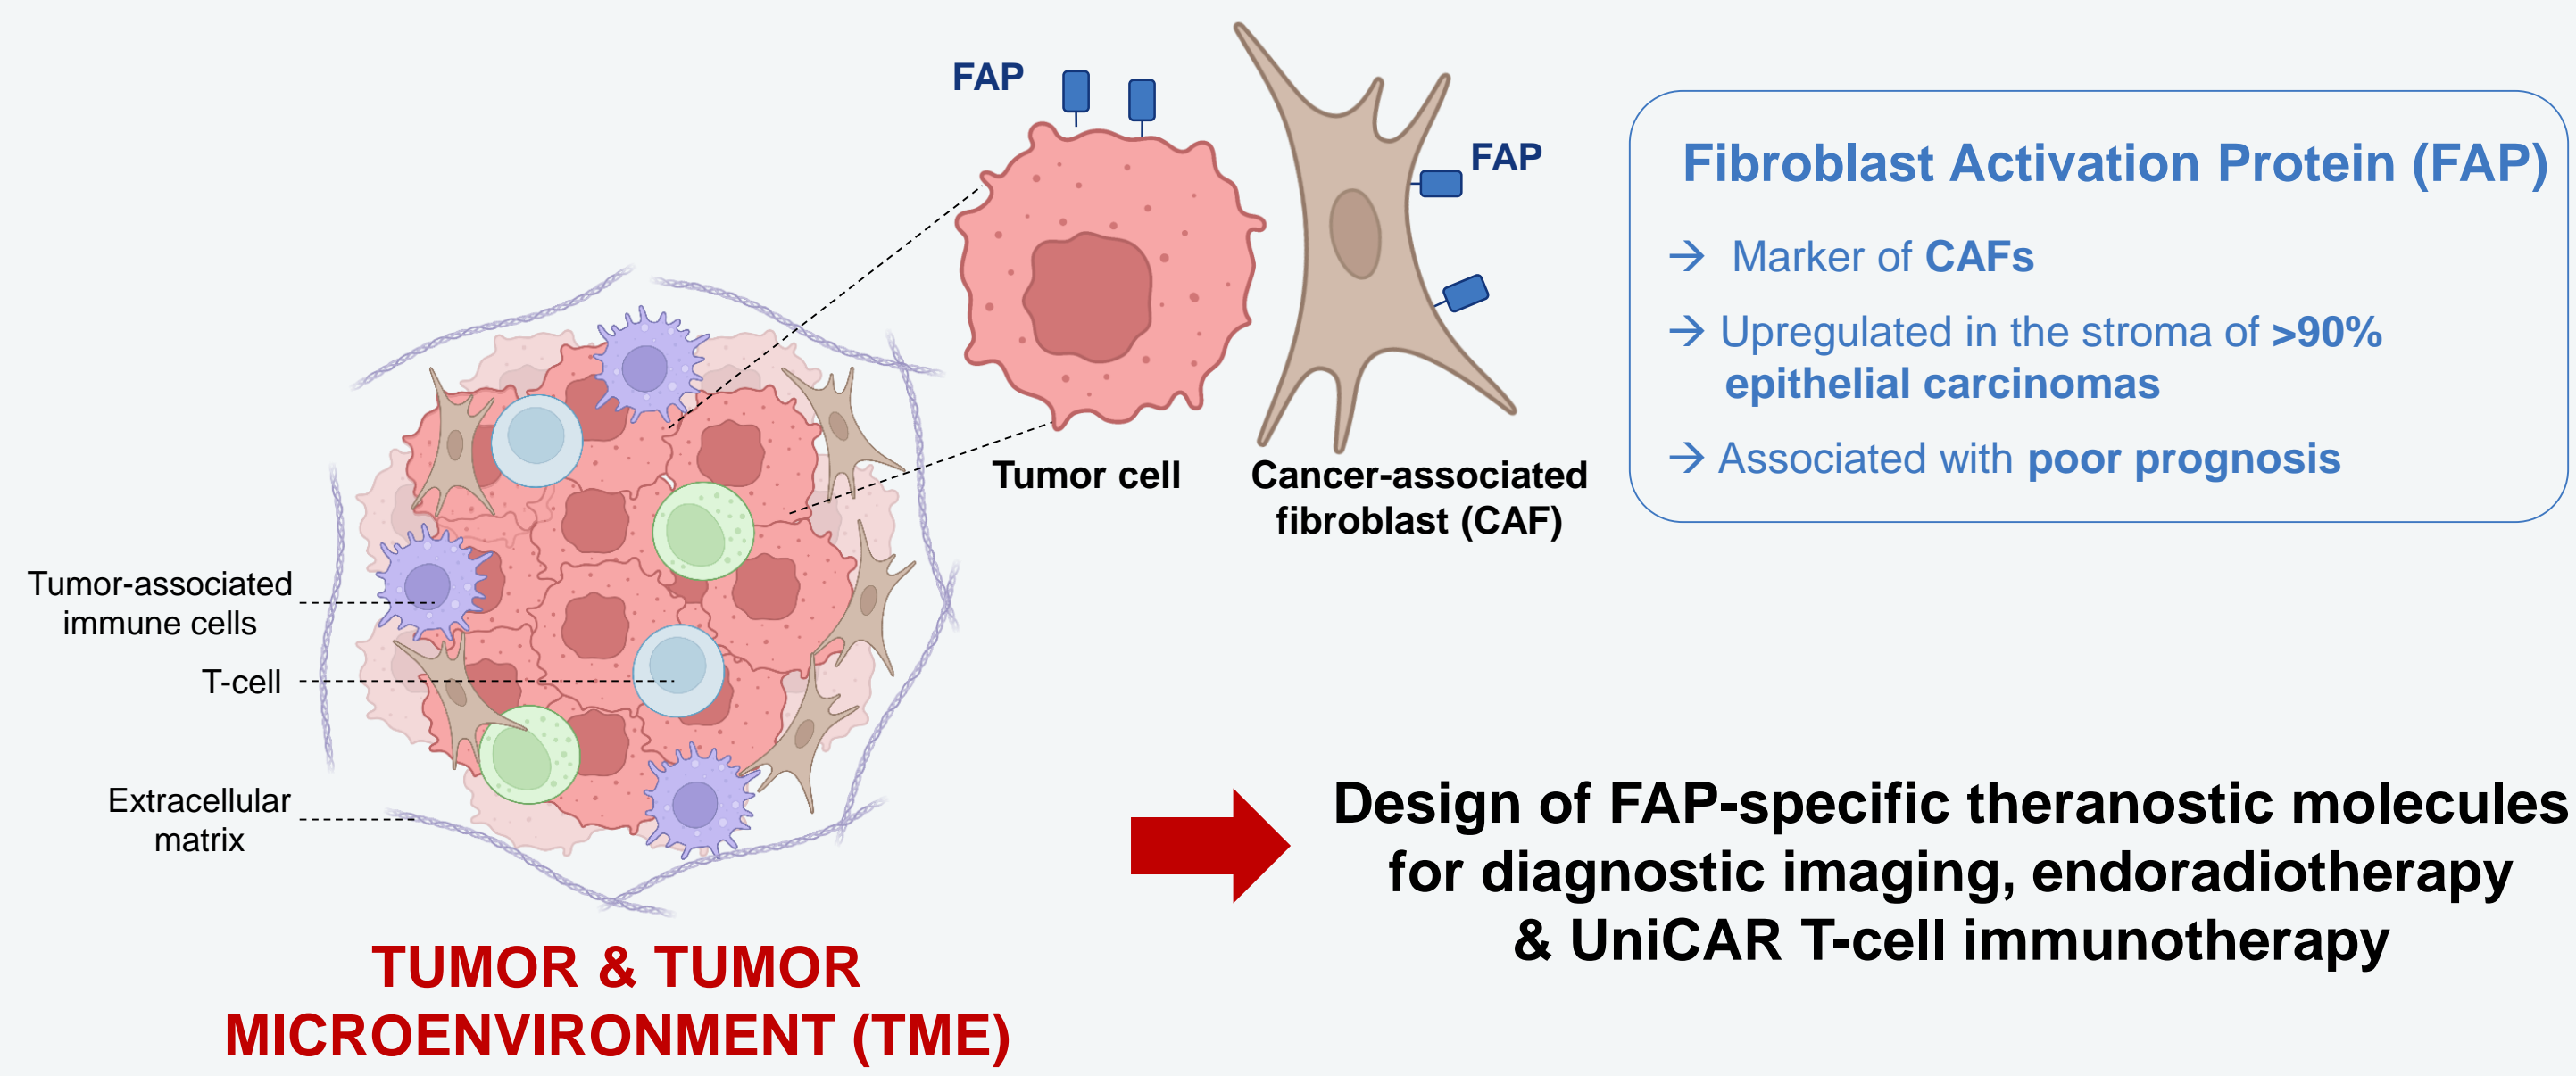 FAP
FAP
Tumor cell
Cancer-associated
fibroblast (CAF)
Fibroblast Activation Protein (FAP)
→ Marker of CAFs
→ Upregulated in the stroma of >90%
epithelial carcinomas
→ Associated with poor prognosis
Tumor-associated
immune cells
T-cell
Extracellular
matrix
TUMOR & TUMOR
MICROENVIRONMENT (TME)
Design of FAP-specific theranostic molecules
for diagnostic imaging, endoradiotherapy
& UniCAR T-cell immunotherapy